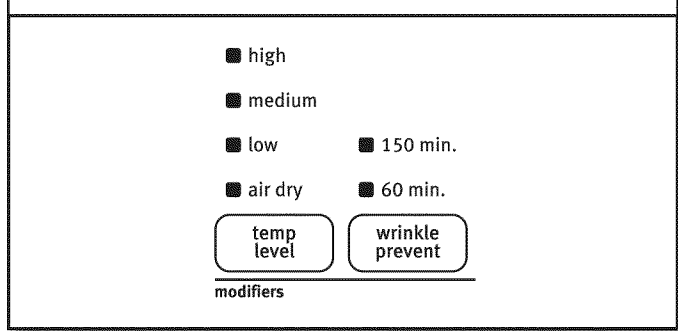 high
medium
low
150 min.
air dry
60 min.
temp
level
wrinkle
prevent
modifiers